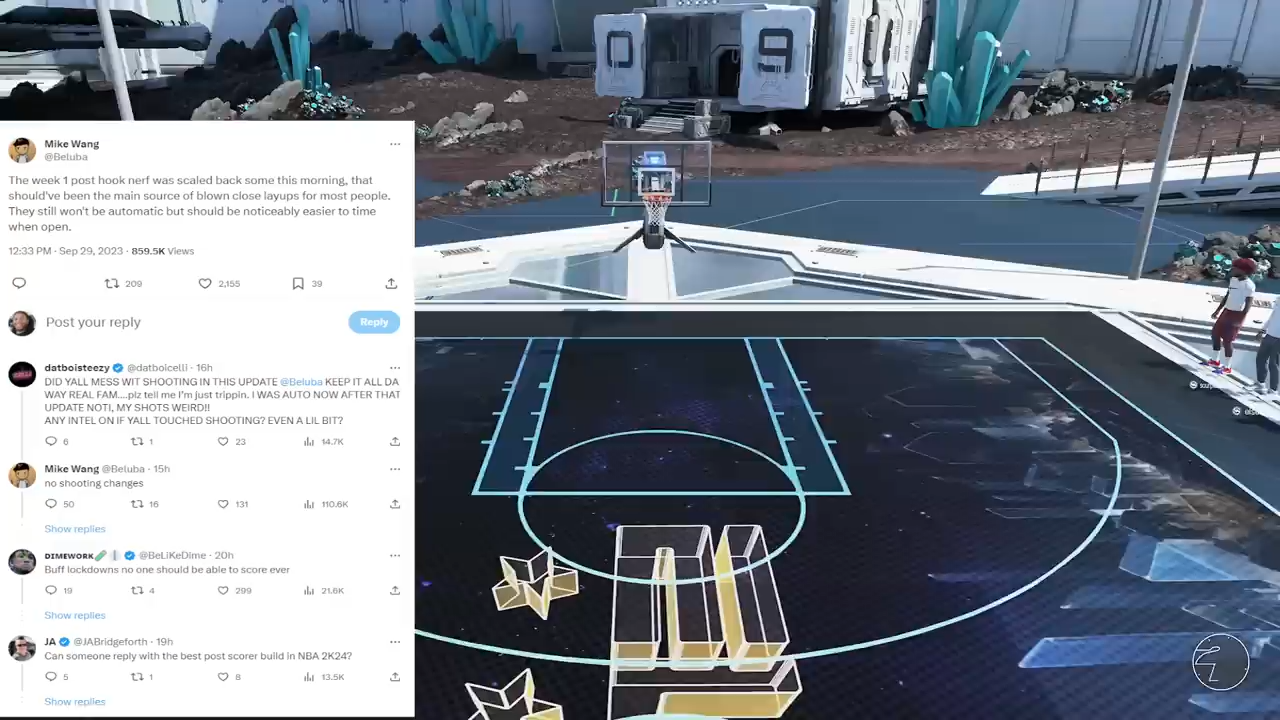 0 9
Mike Wang
@Beluba
The week 1 post hook nerf was scaled back some this morning, that
should've been the main source of blown close layups for most people.
They still won't be automatic but should be noticeably easier to time
when open.
12:33 PM · Sep 29, 2023 · 859.5K Views
209 2,155 39
Post your reply Reply
datboisteezy @datboicelli · 16h
DID YALL MESS WIT SHOOTING IN THIS UPDATE @Beluba KEEP IT ALL DA
WAY REAL FAM....plz tell me I'm just trippin. I WAS AUTO NOW AFTER THAT
UPDATE NOTI, MY SHOTS WEIRD!!
ANY INTEL ON IF YALL TOUCHED SHOOTING? EVEN A LIL BIT?
6 1 23 14.7K
Mike Wang @Beluba · 15h
no shooting changes
50 16 131 110.6K
Show replies
DIMEWORK @BeLiKeDime · 20h
Buff lockdowns no one should be able to score ever
19 4 299 21.6K
Show replies
JA @JABridgeforth · 19h
Can someone reply with the best post scorer build in NBA 2K24?
5 1 8 13.5K
Show replies